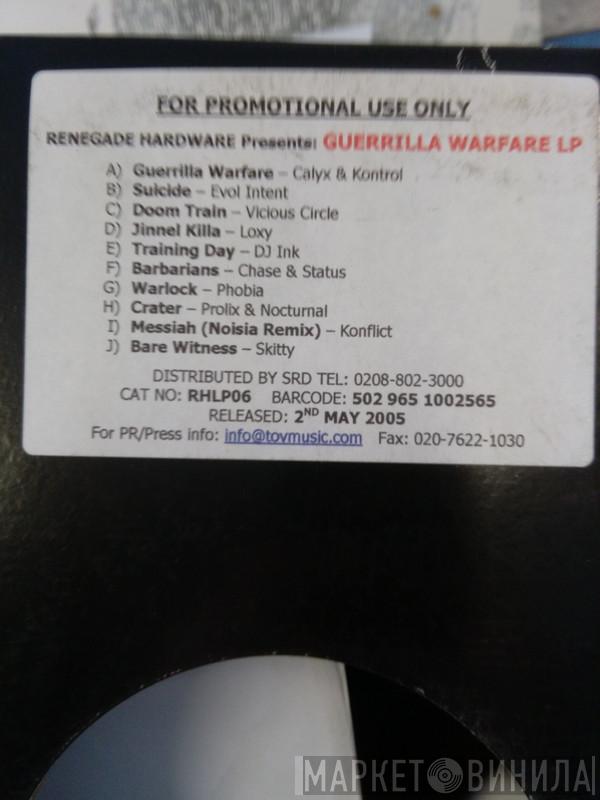 FOR PROMOTIONAL USE ONLY
RENEGADE HARDWARE Presents: GUERRILLA WARFARE LP
A) Guerrilla Warfare – Calyx & Kontrol
B) Suicide – Evol Intent
C) Doom Train – Vicious Circle
D) Jinnel Killa – Loxy
E) Training Day – DJ Ink
F) Barbarians – Chase & Status
G) Warlock – Phobia
H) Crater – Prolix & Nocturnal
I) Messiah (Noisia Remix) – Konflict
J) Bare Witness – Skitty
DISTRIBUTED BY SRD TEL: 0208-802-3000
CAT NO: RHLP06 BARCODE: 502 965 1002565
RELEASED: 2ND MAY 2005
For PR/Press info: info@tovmusic.com Fax: 020-7622-1030
МАРКЕТ ВИНИЛА